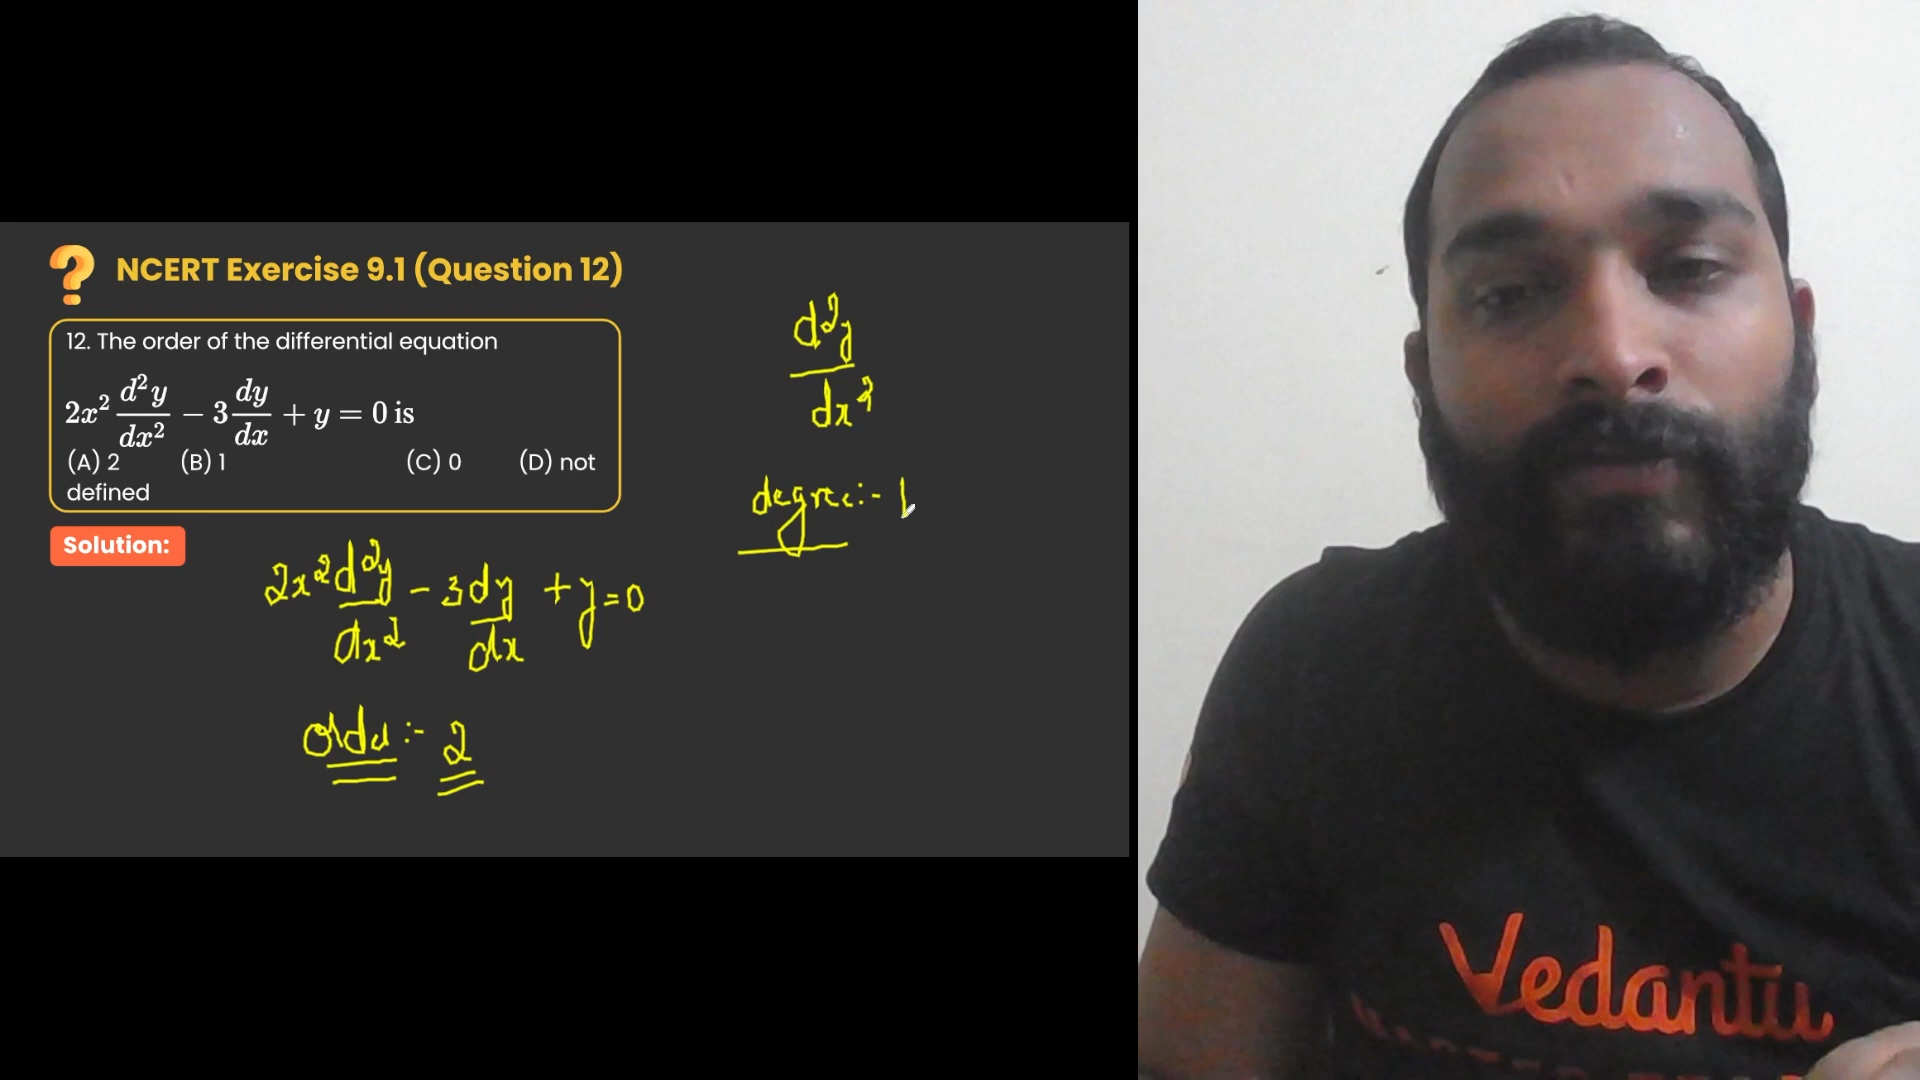 NCERT Exercise 9.1 (Question 12)
12. The order of the differential equation
2x² d²y/dx² − 3 dy/dx + y = 0 is
(A) 2 (B) 1 (C) 0 (D) not
defined
Solution:
2x² d²y/dx² - 3dy/dx + y = 0
order :- 2
d²y/dx²
degree :- 1
Vedantu